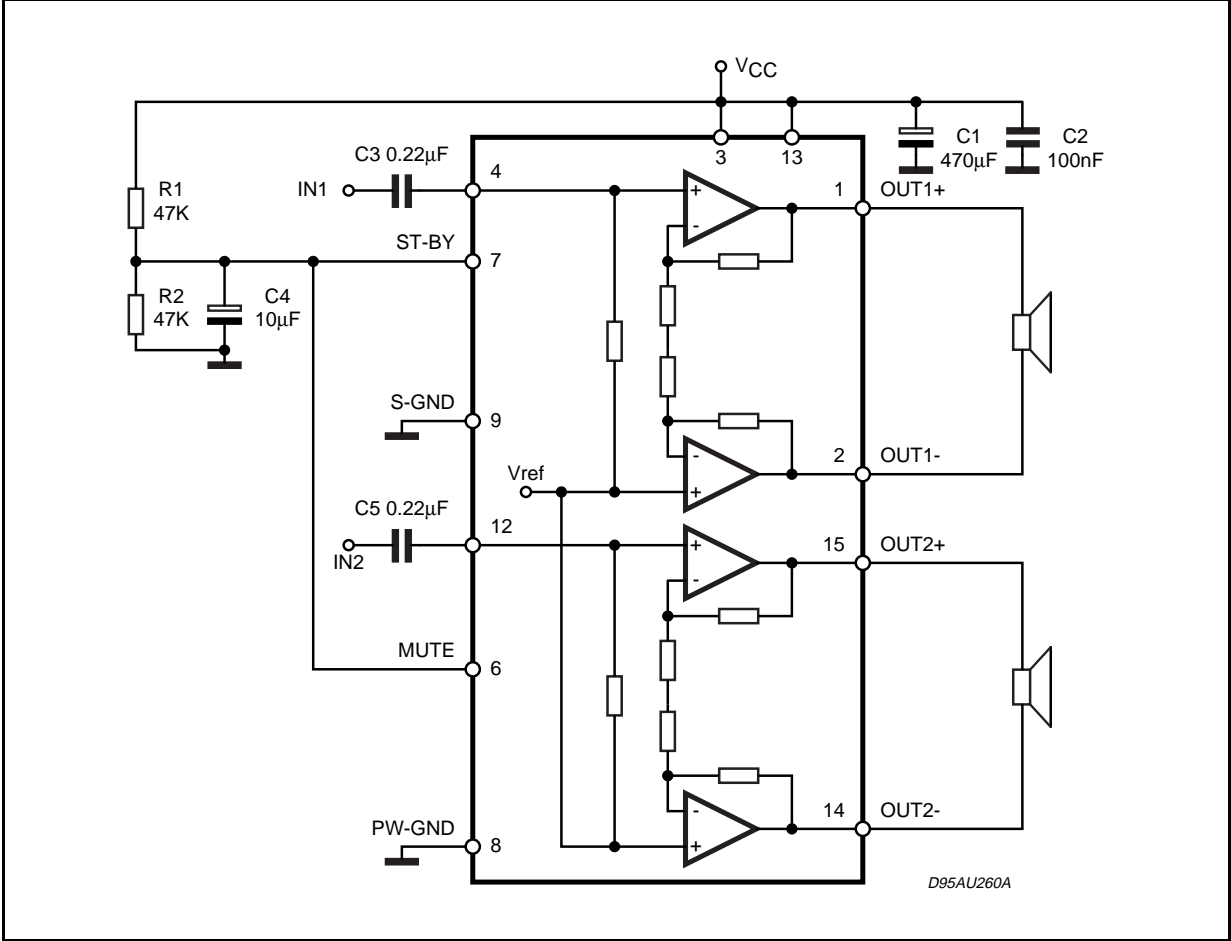 VCC
C3 0.22µF
4
3
13
C1
470µF
C2
100nF
IN1
+
-
1
OUT1+
R1
47K
ST-BY
7
R2
47K
C4
10µF
S-GND
9
-
+
2
OUT1-
Vref
C5 0.22µF
12
IN2
+
-
15
OUT2+
MUTE
6
-
+
14
OUT2-
PW-GND
8
D95AU260A